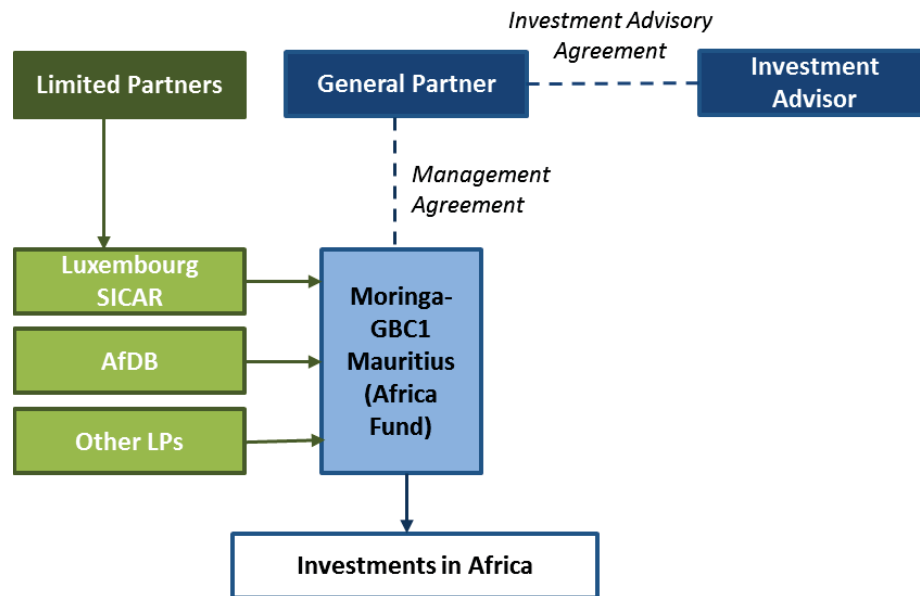 Investment Advisory
Agreement
Limited Partners
General Partner
Investment
Advisor
Management
Agreement
Luxembourg
SICAR
AfDB
Other LPs
Moringa-
GBC1
Mauritius
(Africa
Fund)
Investments in Africa